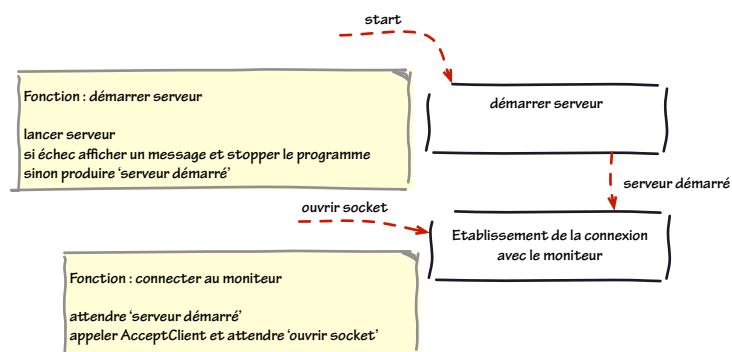 start
Fonction : démarrer serveur
lancer serveur
si échec afficher un message et stopper le programme
sinon produire ‘serveur démarré’
démarrer serveur
serveur démarré
ouvrir socket
Etablissement de la connexion
avec le moniteur
Fonction : connecter au moniteur
attendre ‘serveur démarré’
appeler AcceptClient et attendre ‘ouvrir socket’